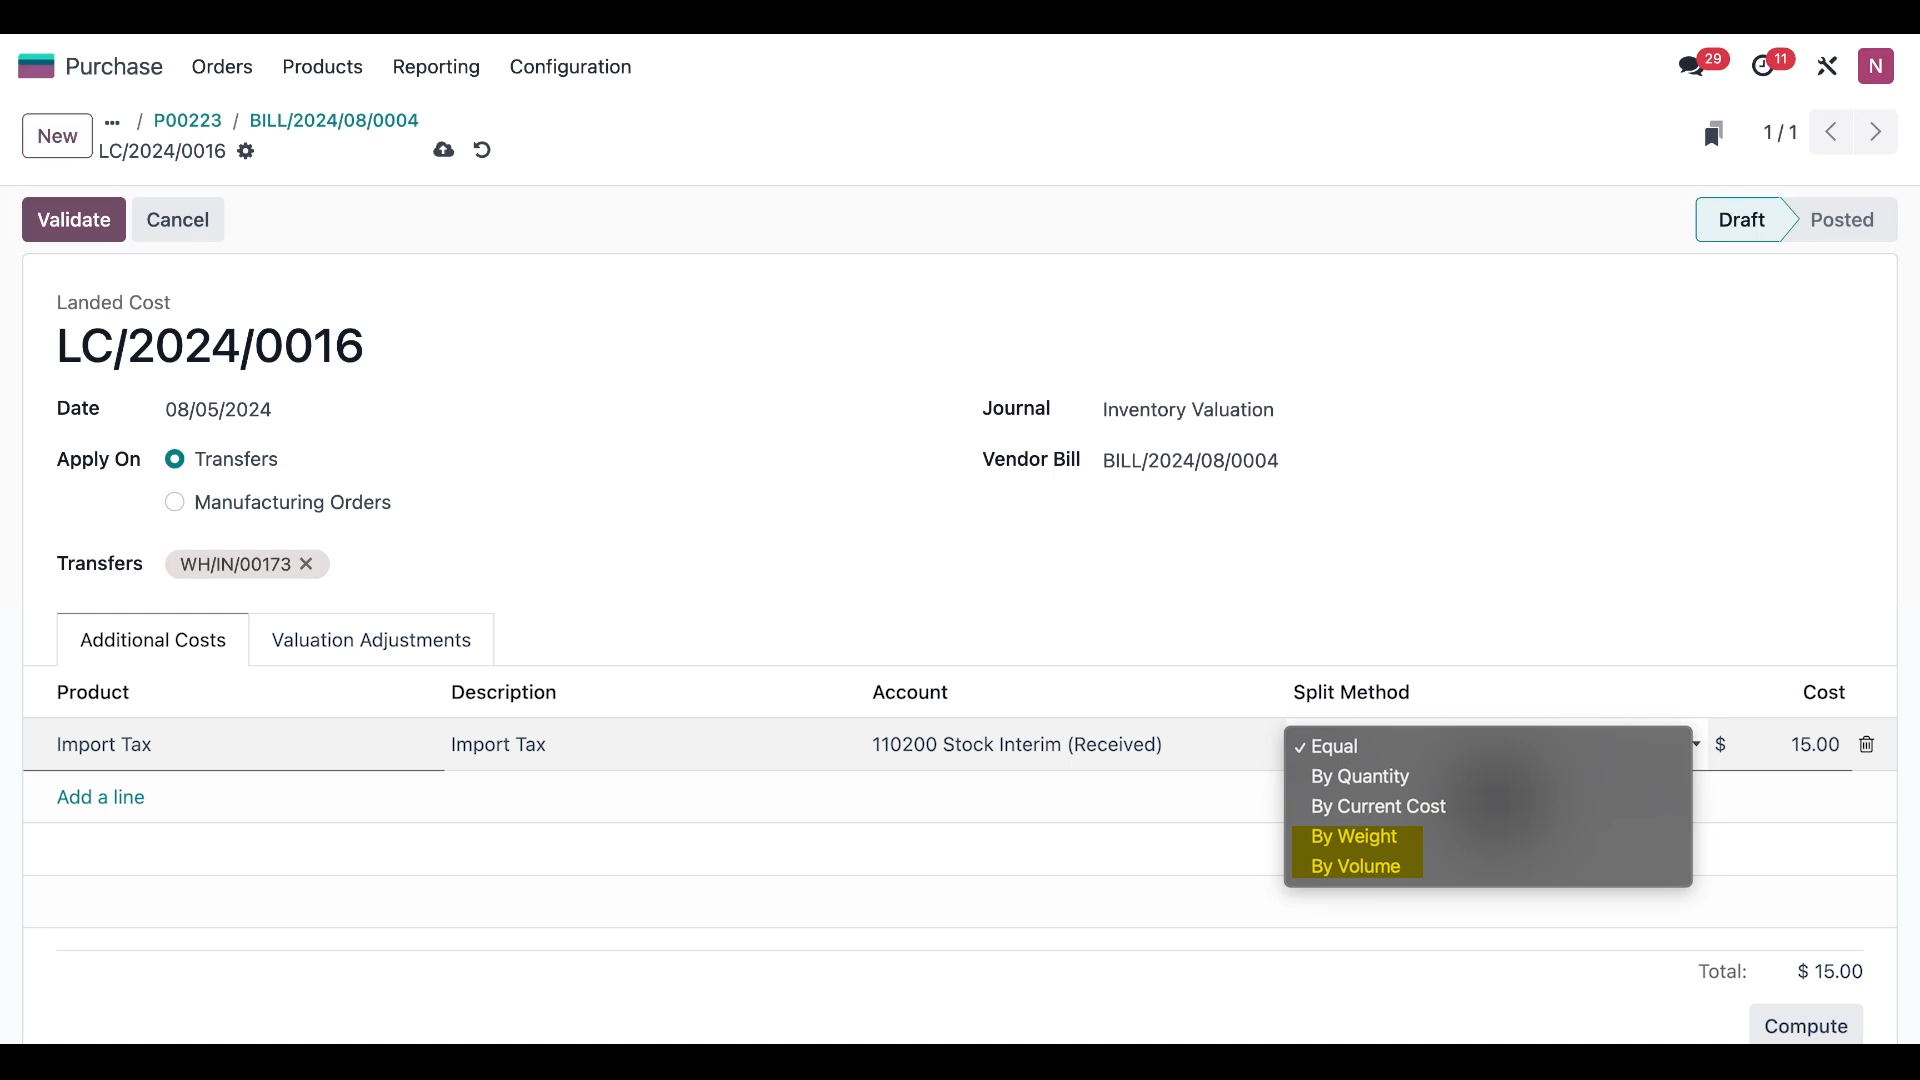 Purchase Orders Products Reporting Configuration 29 11 N
New ... / P00223 / BILL/2024/08/0004
LC/2024/0016
1 / 1
Validate Cancel Draft Posted
Landed Cost
LC/2024/0016
Date 08/05/2024 Journal Inventory Valuation
Apply On Transfers Vendor Bill BILL/2024/08/0004
Manufacturing Orders
Transfers WH/IN/00173
Additional Costs Valuation Adjustments
Product Description Account Split Method Cost
Import Tax Import Tax 110200 Stock Interim (Received) ✓ Equal $ 15.00
By Quantity
Add a line By Current Cost
By Weight
By Volume
Total: $ 15.00
Compute